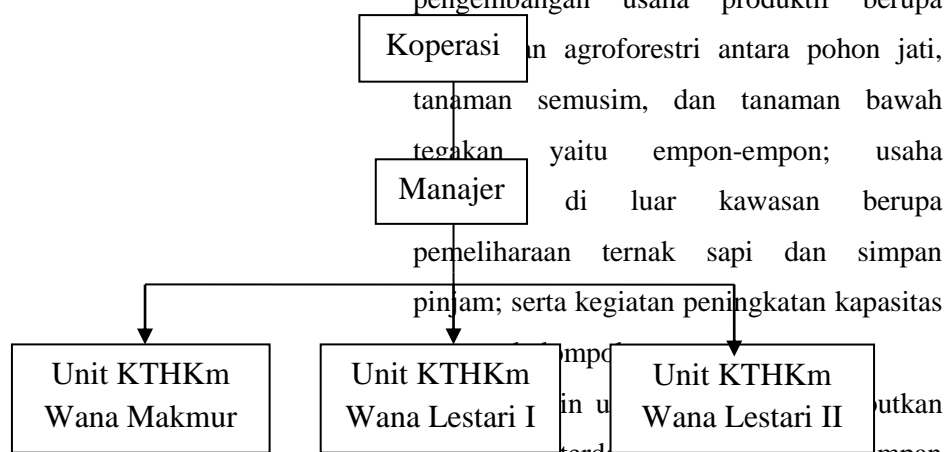 pengembangan usaha produktif berupa
Koperasi
agroforestri antara pohon jati,
tanaman semusim, dan tanaman bawah
tegakan yaitu empon-empon; usaha
Manajer
di luar kawasan berupa
pemeliharaan ternak sapi dan simpan
pinjam; serta kegiatan peningkatan kapasitas
Unit KTHKm
Wana Makmur
Unit KTHKm
Wana Lestari I
Unit KTHKm
Wana Lestari II